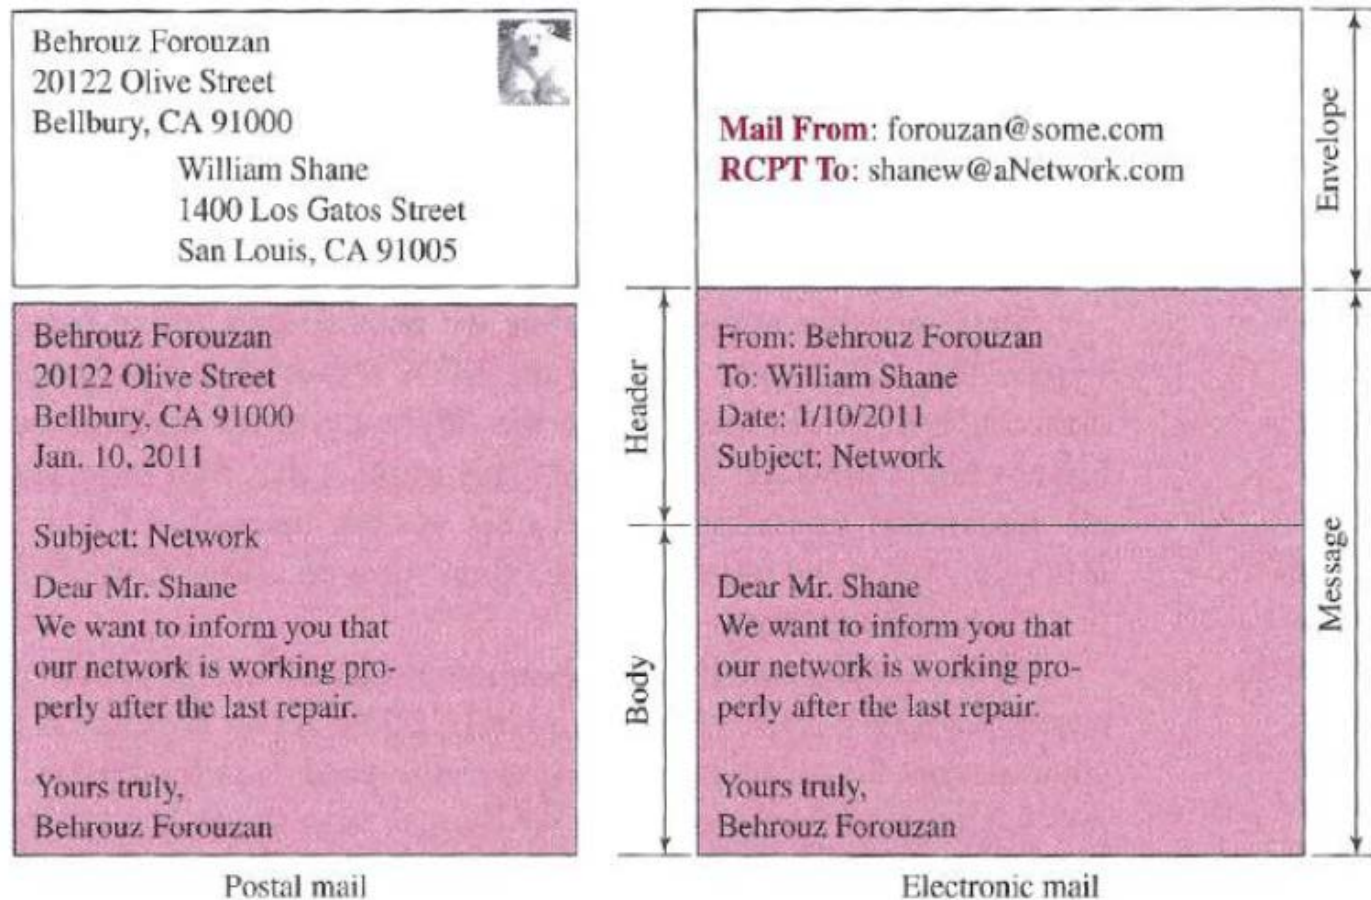 Behrouz Forouzan
20122 Olive Street
Bellbury, CA 91000
William Shane
1400 Los Gatos Street
San Louis, CA 91005
Behrouz Forouzan
20122 Olive Street
Bellbury, CA 91000
Jan. 10, 2011
Subject: Network
Dear Mr. Shane
We want to inform you that
our network is working pro-
perly after the last repair.
Yours truly,
Behrouz Forouzan
Postal mail
Header
Body
Mail From: forouzan@some.com
RCPT To: shanew@aNetwork.com
From: Behrouz Forouzan
To: William Shane
Date: 1/10/2011
Subject: Network
Dear Mr. Shane
We want to inform you that
our network is working pro-
perly after the last repair.
Yours truly,
Behrouz Forouzan
Electronic mail
Envelope
Message